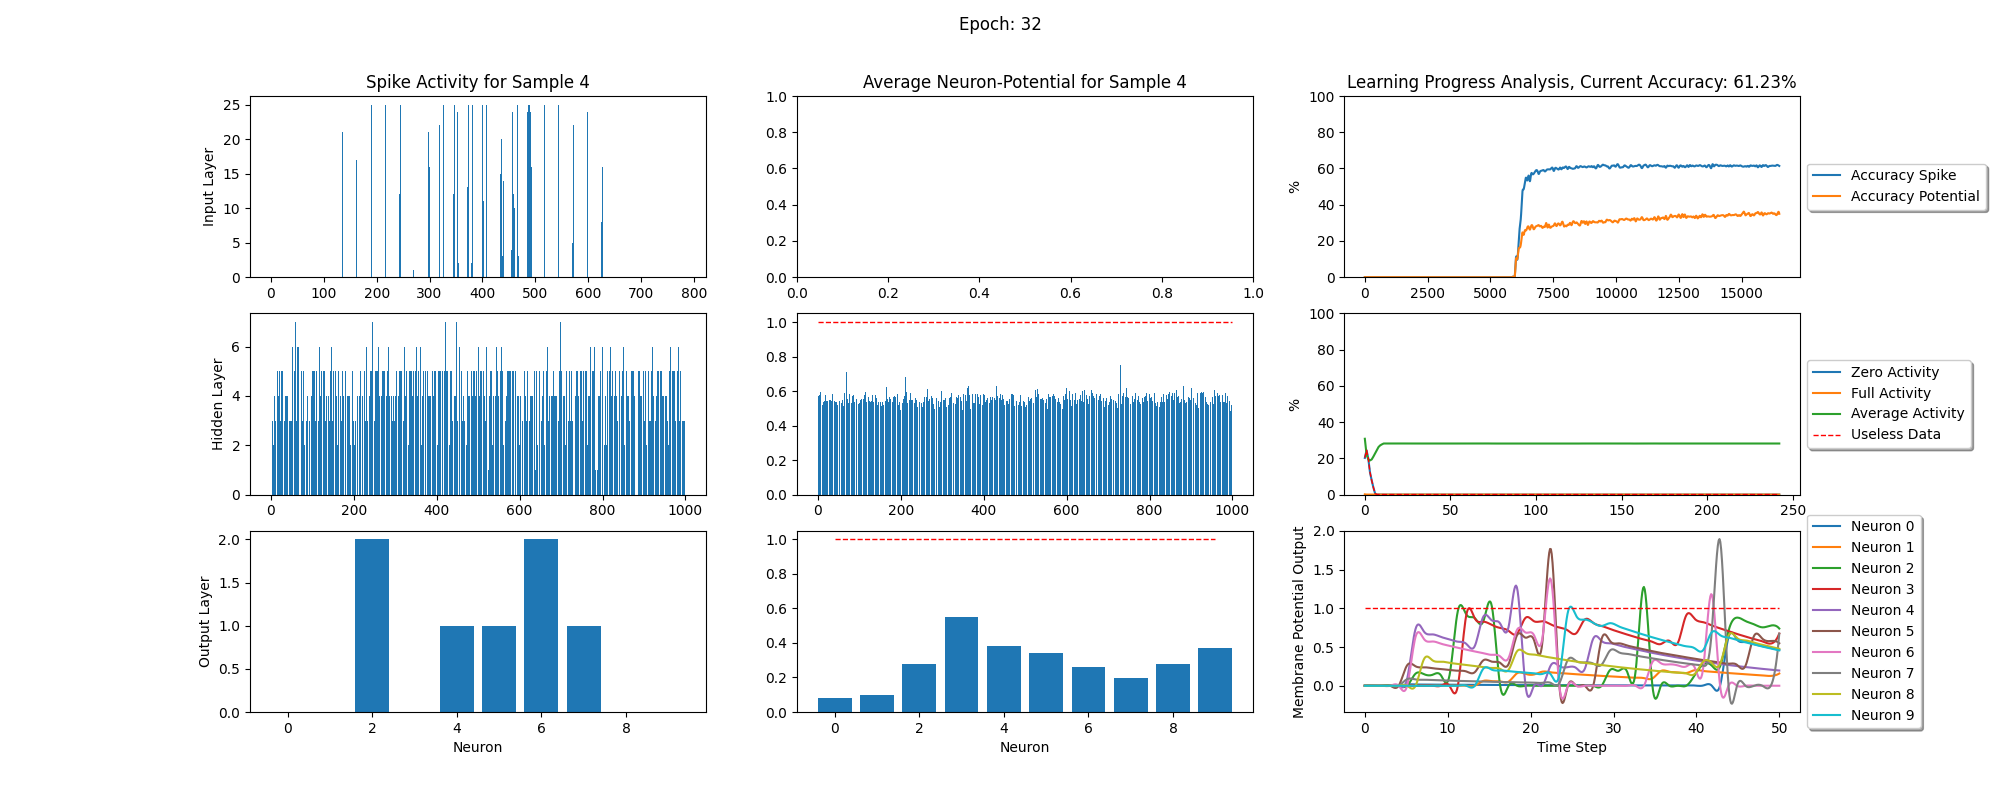 Epoch: 32
Spike Activity for Sample 4
Average Neuron-Potential for Sample 4
Learning Progress Analysis, Current Accuracy: 61.23%
Input Layer
25
20
15
10
5
0
0 100 200 300 400 500 600 700 800
1.0
0.8
0.6
0.4
0.2
0.0
0.0 0.2 0.4 0.6 0.8 1.0
%
100
80
60
40
20
0
0 2500 5000 7500 10000 12500 15000
Accuracy Spike
Accuracy Potential
Hidden Layer
6
4
2
0
0 200 400 600 800 1000
1.0
0.8
0.6
0.4
0.2
0.0
0 200 400 600 800 1000
%
100
80
60
40
20
0
0 50 100 150 200 250
Zero Activity
Full Activity
Average Activity
Useless Data
Output Layer
2.0
1.5
1.0
0.5
0.0
0 2 4 6 8
Neuron
1.0
0.8
0.6
0.4
0.2
0.0
0 2 4 6 8
Neuron
Membrane Potential Output
2.0
1.5
1.0
0.5
0.0
0 10 20 30 40 50
Time Step
Neuron 0
Neuron 1
Neuron 2
Neuron 3
Neuron 4
Neuron 5
Neuron 6
Neuron 7
Neuron 8
Neuron 9